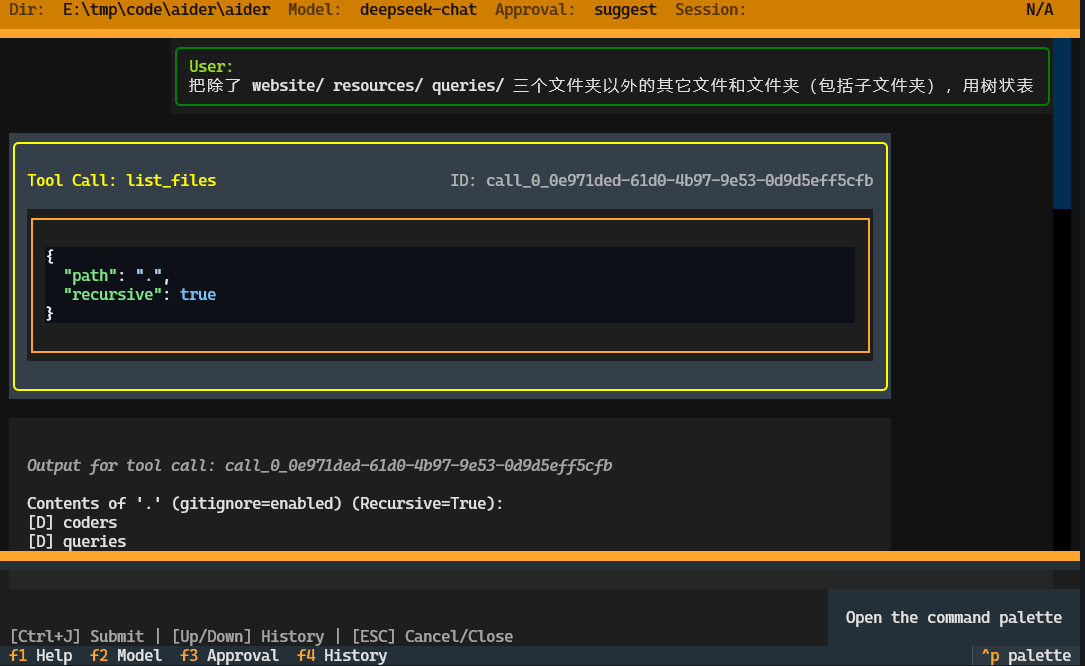 Dir: E:\tmp\code\aider\aider Model: deepseek-chat Approval: suggest Session: N/A
User:
把除了 website/ resources/ queries/ 三个文件夹以外的其它文件和文件夹（包括子文件夹），用树状表
Tool Call: list_files ID: call_0_0e971ded-61d0-4b97-9e53-0d9d5eff5cfb
{
"path": ".",
"recursive": true
}
Output for tool call: call_0_0e971ded-61d0-4b97-9e53-0d9d5eff5cfb
Contents of '.' (gitignore=enabled) (Recursive=True):
[D] coders
[D] queries
Open the command palette
[Ctrl+J] Submit | [Up/Down] History | [ESC] Cancel/Close
f1 Help f2 Model f3 Approval f4 History ^p palette